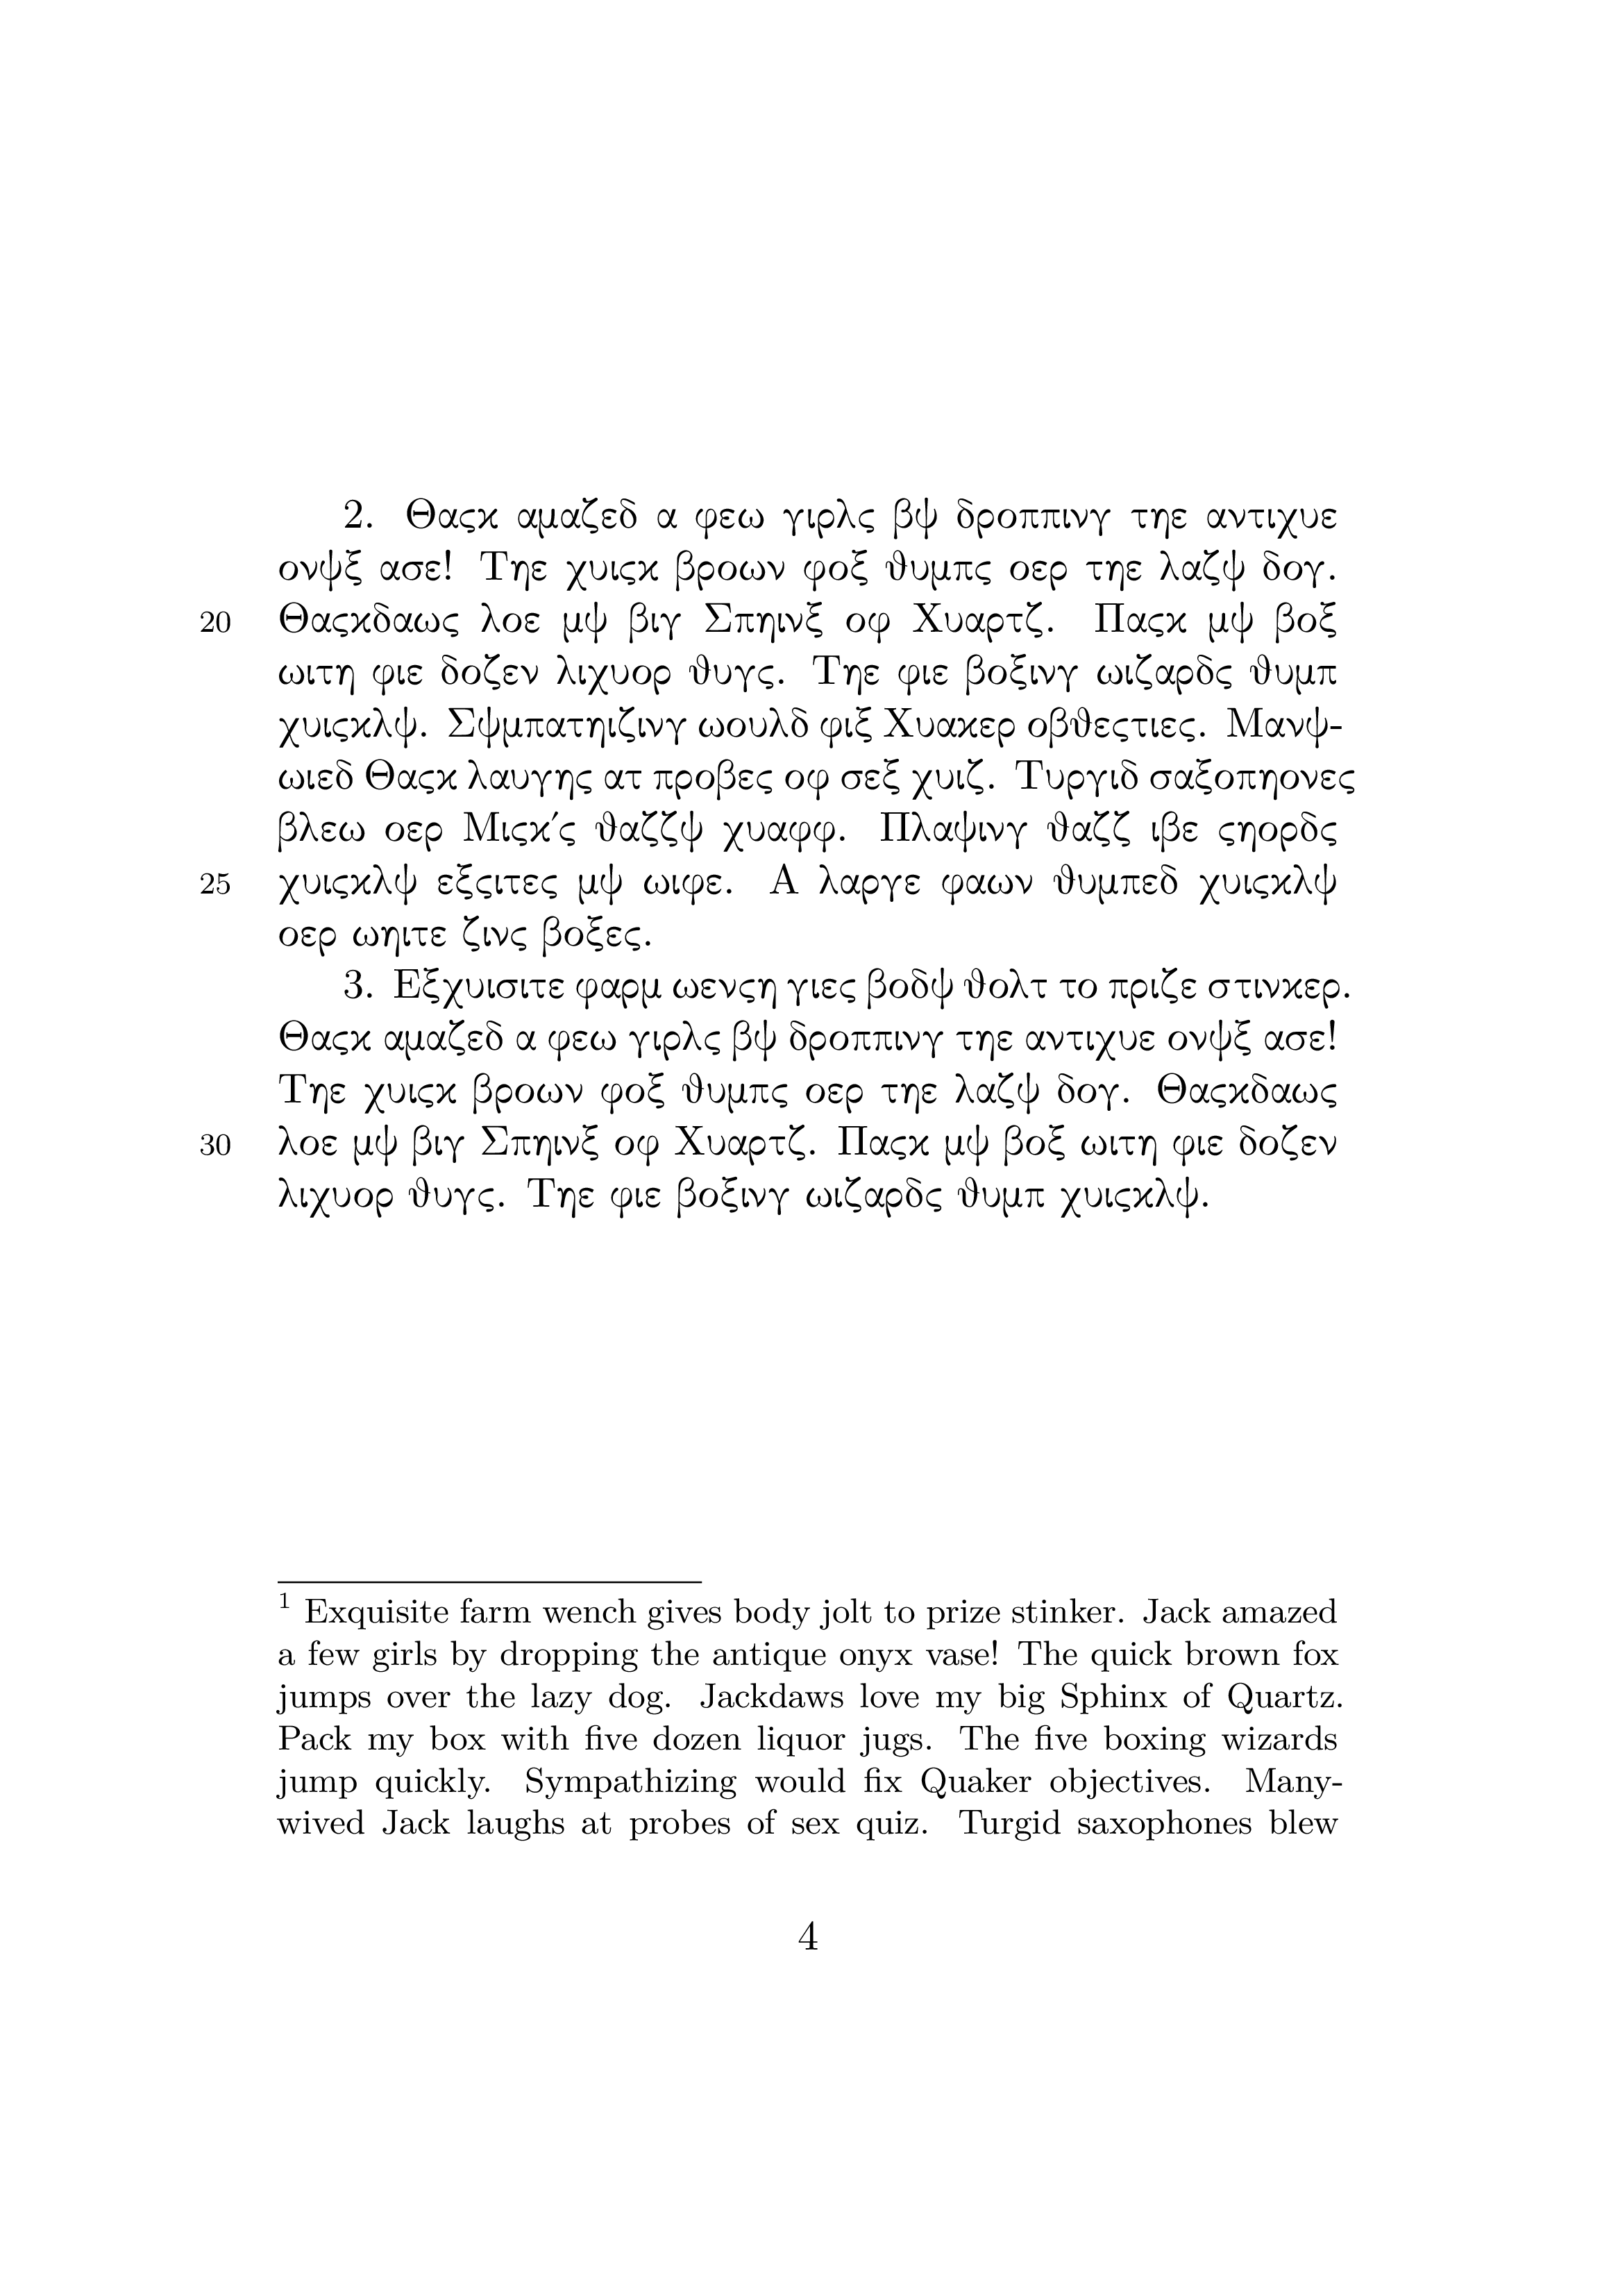 2. Θαςκ αμαζεδ α φεω γιρλς βψ δροππινγ τηε αντιχυε
ονψξ ασε! Τηε χυιςκ βροων φοξ ϑυμπς οερ τηε λαζψ δογ.
20 Θαςκδαως λοε μψ βιγ Σπηινξ οφ Χυαρτζ. Παςκ μψ βοξ
ωιτη φιε δοζεν λιχυορ ϑυγς. Τηε φιε βοξινγ ωιζαρδς ϑυμπ
χυιςκλψ. Σψμπατηιζινγ ωουλδ φιξ Χυακερ οβϑεςτιες. Μανψ-
ωιεδ Θαςκ λαυγης ατ προβες οφ σεξ χυιζ. Τυργιδ σαξοπηονες
βλεω οερ Μιςκ′ς ϑαζζψ χυαφφ. Πλαψινγ ϑαζζ ιβε ςηορδς
25 χυιςκλψ εξςιτες μψ ωιφε. Α λαργε φαων ϑυμπεδ χυιςκλψ
οερ ωηιτε ζινς βοξες.
3. Εξχυισιτε φαρμ ωενςη γιες βοδψ ϑολτ το πριζε στινκερ.
Θαςκ αμαζεδ α φεω γιρλς βψ δροππινγ τηε αντιχυε ονψξ ασε!
Τηε χυιςκ βροων φοξ ϑυμπς οερ τηε λαζψ δογ. Θαςκδαως
30 λοε μψ βιγ Σπηινξ οφ Χυαρτζ. Παςκ μψ βοξ ωιτη φιε δοζεν
λιχυορ ϑυγς. Τηε φιε βοξινγ ωιζαρδς ϑυμπ χυιςκλψ.
1 Exquisite farm wench gives body jolt to prize stinker. Jack amazed
a few girls by dropping the antique onyx vase! The quick brown fox
jumps over the lazy dog. Jackdaws love my big Sphinx of Quartz.
Pack my box with five dozen liquor jugs. The five boxing wizards
jump quickly. Sympathizing would fix Quaker objectives. Many-
wived Jack laughs at probes of sex quiz. Turgid saxophones blew
4